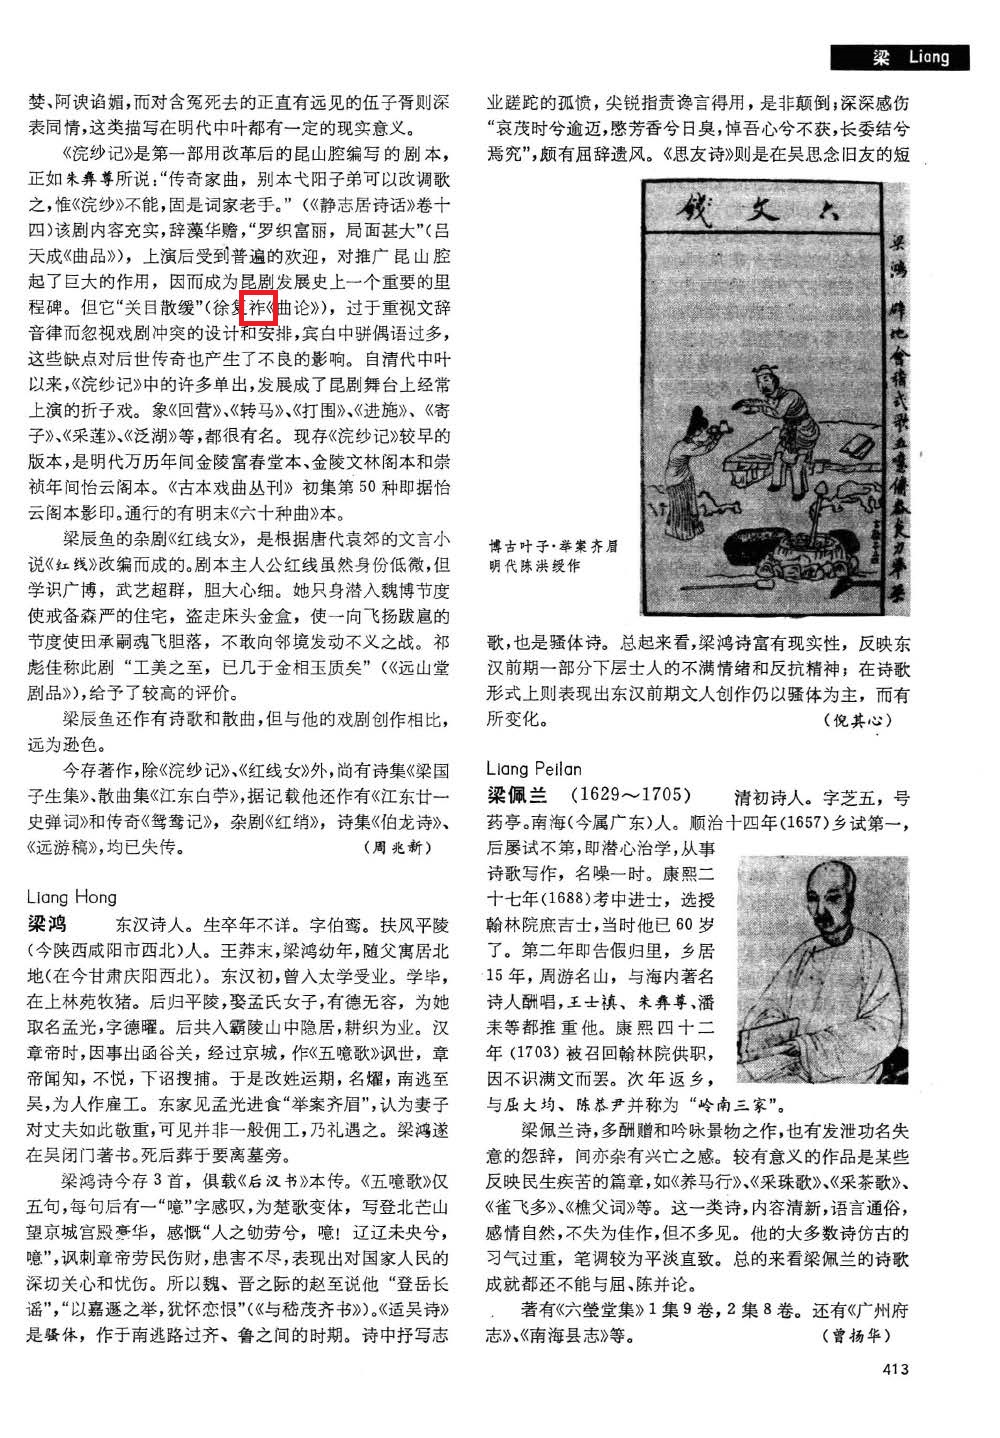 梁 Liang
婪、阿谀谄媚,而对含冤死去的正直有远见的伍子胥则深
表同情,这类描写在明代中叶都有一定的现实意义。
《浣纱记》是第一部用改革后的昆山腔编写的剧本,
正如朱彝尊所说:“传奇家曲,别本弋阳子弟可以改调歌
之,惟《浣纱》不能,固是词家老手。”(《静志居诗话》卷十
四)该剧内容充实,辞藻华赡,“罗织富丽,局面甚大”(吕
天成《曲品》),上演后受到普遍的欢迎,对推广昆山腔
起了巨大的作用,因而成为昆剧发展史上一个重要的里
程碑。但它“关目散缓”(徐复祚《曲论》),过于重视文辞
音律而忽视戏剧冲突的设计和安排,宾白中骈偶语过多,
这些缺点对后世传奇也产生了不良的影响。自清代中叶
以来,《浣纱记》中的许多单出,发展成了昆剧舞台上经常
上演的折子戏。象《回营》、《转马》、《打围》、《进施》、《寄
子》、《采莲》、《泛湖》等,都很有名。现存《浣纱记》较早的
版本,是明代万历年间金陵富春堂本、金陵文林阁本和崇
祯年间怡云阁本。《古本戏曲丛刊》初集第50种即据怡
云阁本影印。通行的有明末《六十种曲》本。
梁辰鱼的杂剧《红线女》,是根据唐代袁郊的文言小
说《红线》改编而成的。剧本主人公红线虽然身份低微,但
学识广博,武艺超群,胆大心细。她只身潜入魏博节度
使戒备森严的住宅,盗走床头金盒,使一向飞扬跋扈的
节度使田承嗣魂飞胆落,不敢向邻境发动不义之战。祁
彪佳称此剧“工美之至,已几于金相玉质矣”(《远山堂
剧品》),给予了较高的评价。
梁辰鱼还作有诗歌和散曲,但与他的戏剧创作相比,
远为逊色。
今存著作,除《浣纱记》、《红线女》外,尚有诗集《梁国
子生集》、散曲集《江东白苧》,据记载他还作有《江东廿一
史弹词》和传奇《鸳鸯记》,杂剧《红绡》,诗集《伯龙诗》、
《远游稿》,均已失传。 (周兆新)
Liang Hong
梁鸿 东汉诗人。生卒年不详。字伯鸾。扶风平陵
(今陕西咸阳市西北)人。王莽末,梁鸿幼年,随父寓居北
地(在今甘肃庆阳西北)。东汉初,曾入太学受业。学毕,
在上林苑牧猪。后归平陵,娶孟氏女子,有德无容,为她
取名孟光,字德曜。后共入霸陵山中隐居,耕织为业。汉
章帝时,因事出函谷关,经过京城,作《五噫歌》讽世,章
帝闻知,不悦,下诏搜捕。于是改姓运期,名燿,南逃至
吴,为人作雇工。东家见孟光进食“举案齐眉”,认为妻子
对丈夫如此敬重,可见并非一般佣工,乃礼遇之。梁鸿遂
在吴闭门著书。死后葬于要离墓旁。
梁鸿诗今存3首,俱载《后汉书》本传。《五噫歌》仅
五句,每句后有一“噫”字感叹,为楚歌变体,写登北芒山
望京城宫殿豪华,感慨“人之劬劳兮,噫!辽辽未央兮,
噫”,讽刺章帝劳民伤财,患害不尽,表现出对国家人民的
深切关心和忧伤。所以魏、晋之际的赵至说他“登岳长
谣”,“以嘉遯之举,犹怀恋恨”(《与嵇茂齐书》)。《适吴诗》
是骚体,作于南逃路过齐、鲁之间的时期。诗中抒写志
业蹉跎的孤愤,尖锐指责谗言得用,是非颠倒;深深感伤
“哀茂时兮逾迈,愍芳香兮日臭,悼吾心兮不获,长委结兮
焉究”,颇有屈辞遗风。《思友诗》则是在吴思念旧友的短
六文钱
梁鸿
博古叶子·举案齐眉
明代陈洪绶作
歌,也是骚体诗。总起来看,梁鸿诗富有现实性,反映东
汉前期一部分下层士人的不满情绪和反抗精神;在诗歌
形式上则表现出东汉前期文人创作仍以骚体为主,而有
所变化。 (倪其心)
Liang Peilan
梁佩兰 (1629～1705) 清初诗人。字芝五,号
药亭。南海(今属广东)人。顺治十四年(1657)乡试第一,
后屡试不第,即潜心治学,从事
诗歌写作,名噪一时。康熙二
十七年(1688)考中进士,选授
翰林院庶吉士,当时他已60岁
了。第二年即告假归里,乡居
15年,周游名山,与海内著名
诗人酬唱,王士禛、朱彝尊、潘
耒等都推重他。康熙四十二
年(1703)被召回翰林院供职,
因不识满文而罢。次年返乡,
与屈大均、陈恭尹并称为“岭南三家”。
梁佩兰诗,多酬赠和吟咏景物之作,也有发泄功名失
意的怨辞,间亦杂有兴亡之感。较有意义的作品是某些
反映民生疾苦的篇章,如《养马行》、《采珠歌》、《采茶歌》、
《雀飞多》、《樵父词》等。这一类诗,内容清新,语言通俗,
感情自然,不失为佳作,但不多见。他的大多数诗仿古的
习气过重,笔调较为平淡直致。总的来看梁佩兰的诗歌
成就都还不能与屈、陈并论。
著有《六莹堂集》1集9卷,2集8卷。还有《广州府
志》、《南海县志》等。 (曾扬华)
413